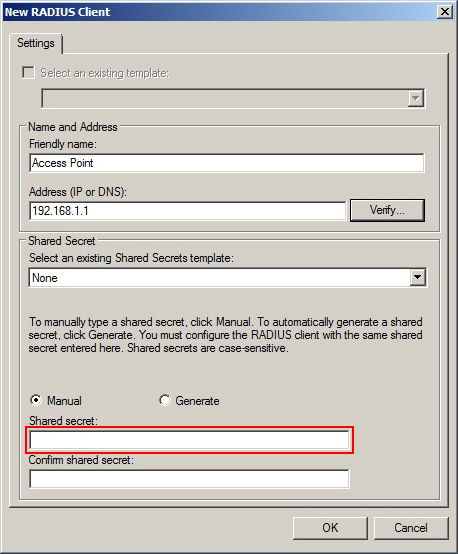 New RADIUS Client
Settings
Select an existing template:
Name and Address
Friendly name:
Access Point
Address (IP or DNS):
192.168.1.1
Verify...
Shared Secret
Select an existing Shared Secrets template:
None
To manually type a shared secret, click Manual. To automatically generate a shared
secret, click Generate. You must configure the RADIUS client with the same shared
secret entered here. Shared secrets are case-sensitive.
Manual
Generate
Shared secret:
Confirm shared secret:
OK
Cancel